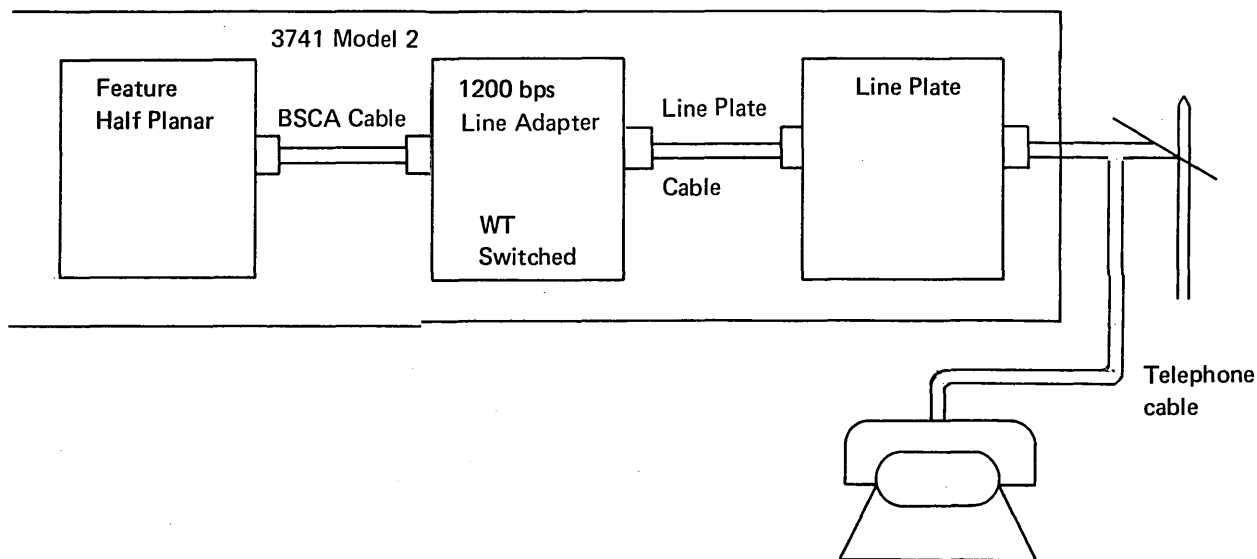 3741 Model 2
Feature
Half Planar
BSCA Cable
1200 bps
Line Adapter
WT
Switched
Line Plate
Cable
Line Plate
Telephone
cable